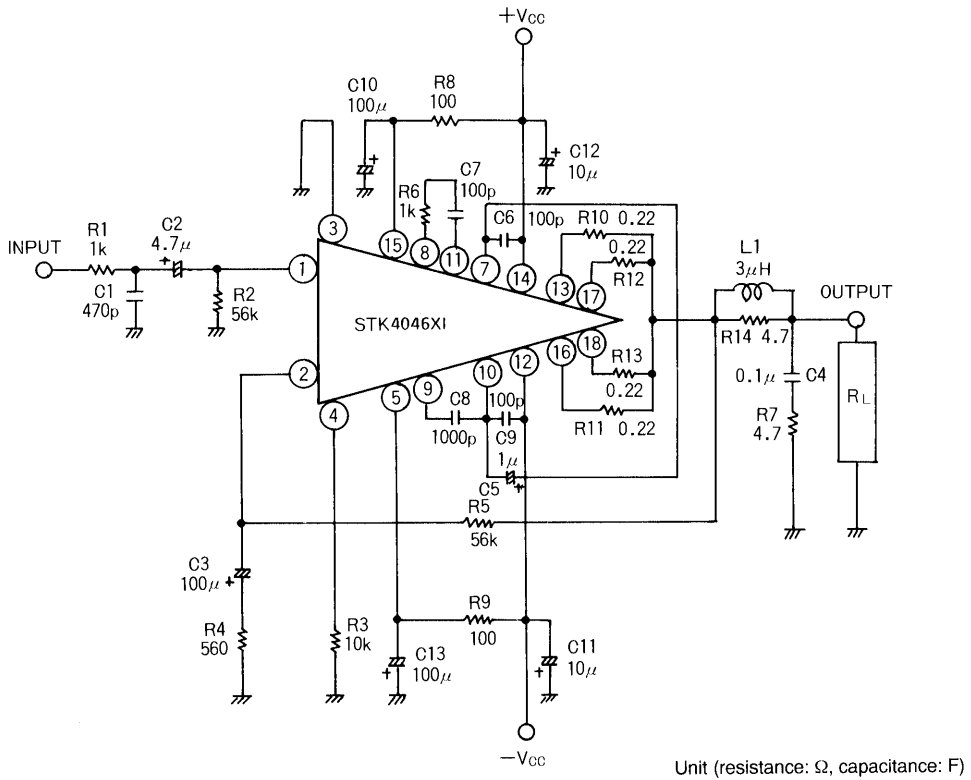 +VCC
C10
100μ
R8
100
C12
10μ
C7
100p
R6
1k
C6
100p
R10 0.22
0.22
R12
3
15
8
11
7
14
13
17
INPUT
R1
1k
C2
4.7μ
+
1
C1
470p
R2
56k
STK4046XI
L1
3μH
OUTPUT
R14 4.7
2
4
5
9
10
12
16
18
R13
0.22
R11 0.22
0.1μ C4
R7
4.7
RL
C8
1000p
100p
C9
1μ
C5
+
R5
56k
C3
100μ
+
R4
560
R3
10k
R9
100
C13
100μ
+
C11
10μ
+
−VCC
Unit (resistance: Ω, capacitance: F)